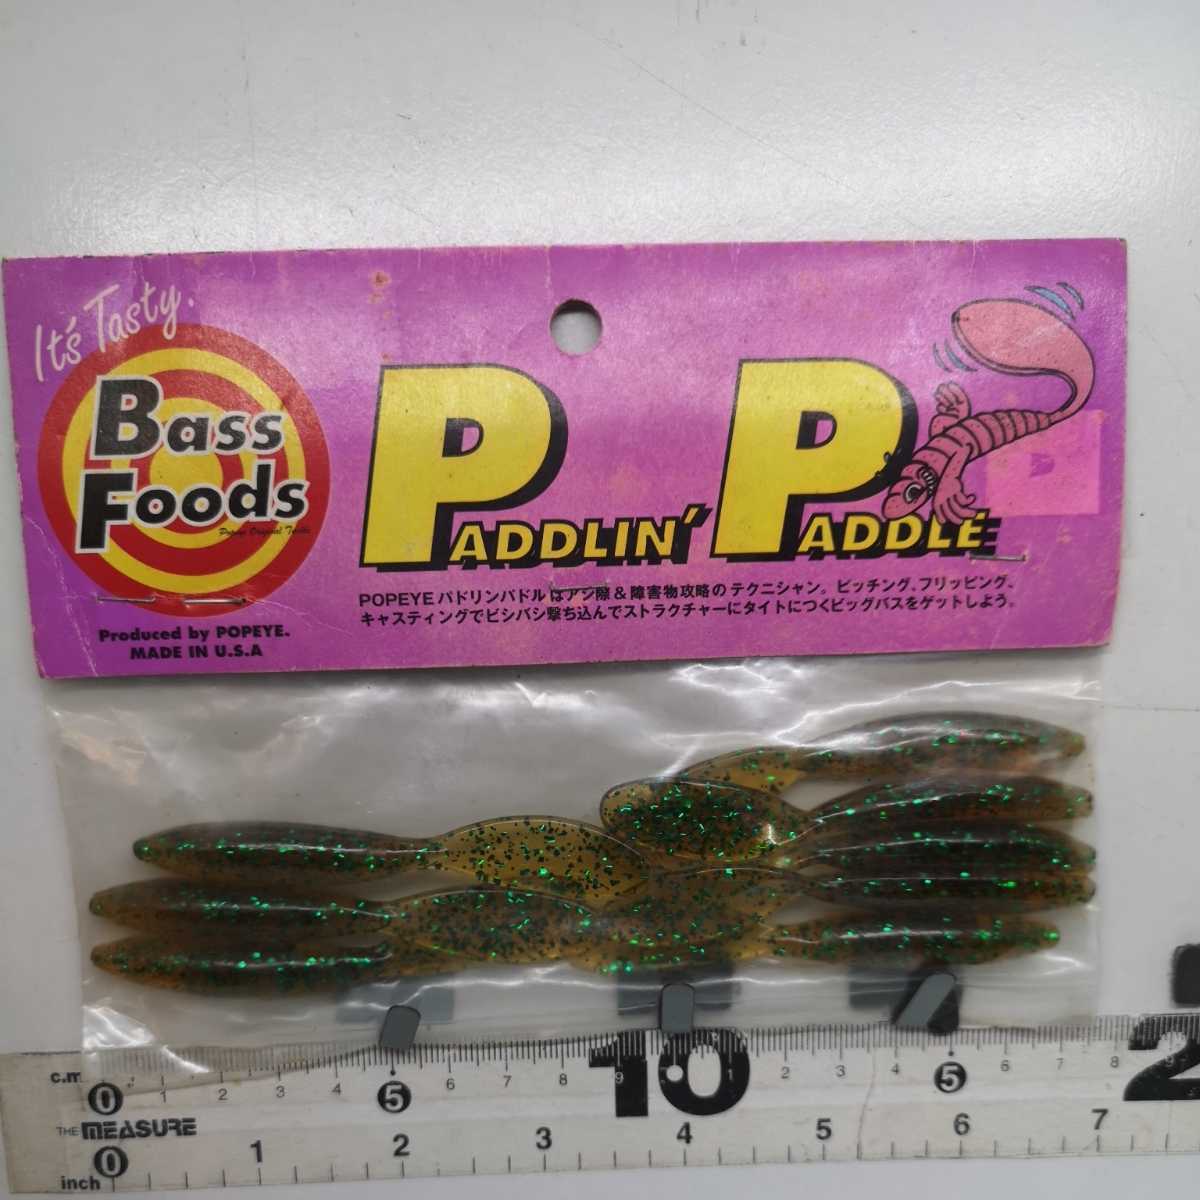 It's Tasty.
Bass
Foods
Popeye Original Tackle
Produced by POPEYE.
MADE IN U.S.A
PADDLIN' PADDLE
POPEYE パドリンパドルはアシ際&障害物攻略のテクニシャン。ピッチング、フリッピング、
キャスティングでビシバシ撃ち込んでストラクチャーにタイトにつくビッグバスをゲットしよう。
P
c.m 0 1 2 3 4 5 6 7 8 9 10 1 2 3 4 5 6 7 8 9 2
THE MEASURE
inch 0 1 2 3 4 5 6 7